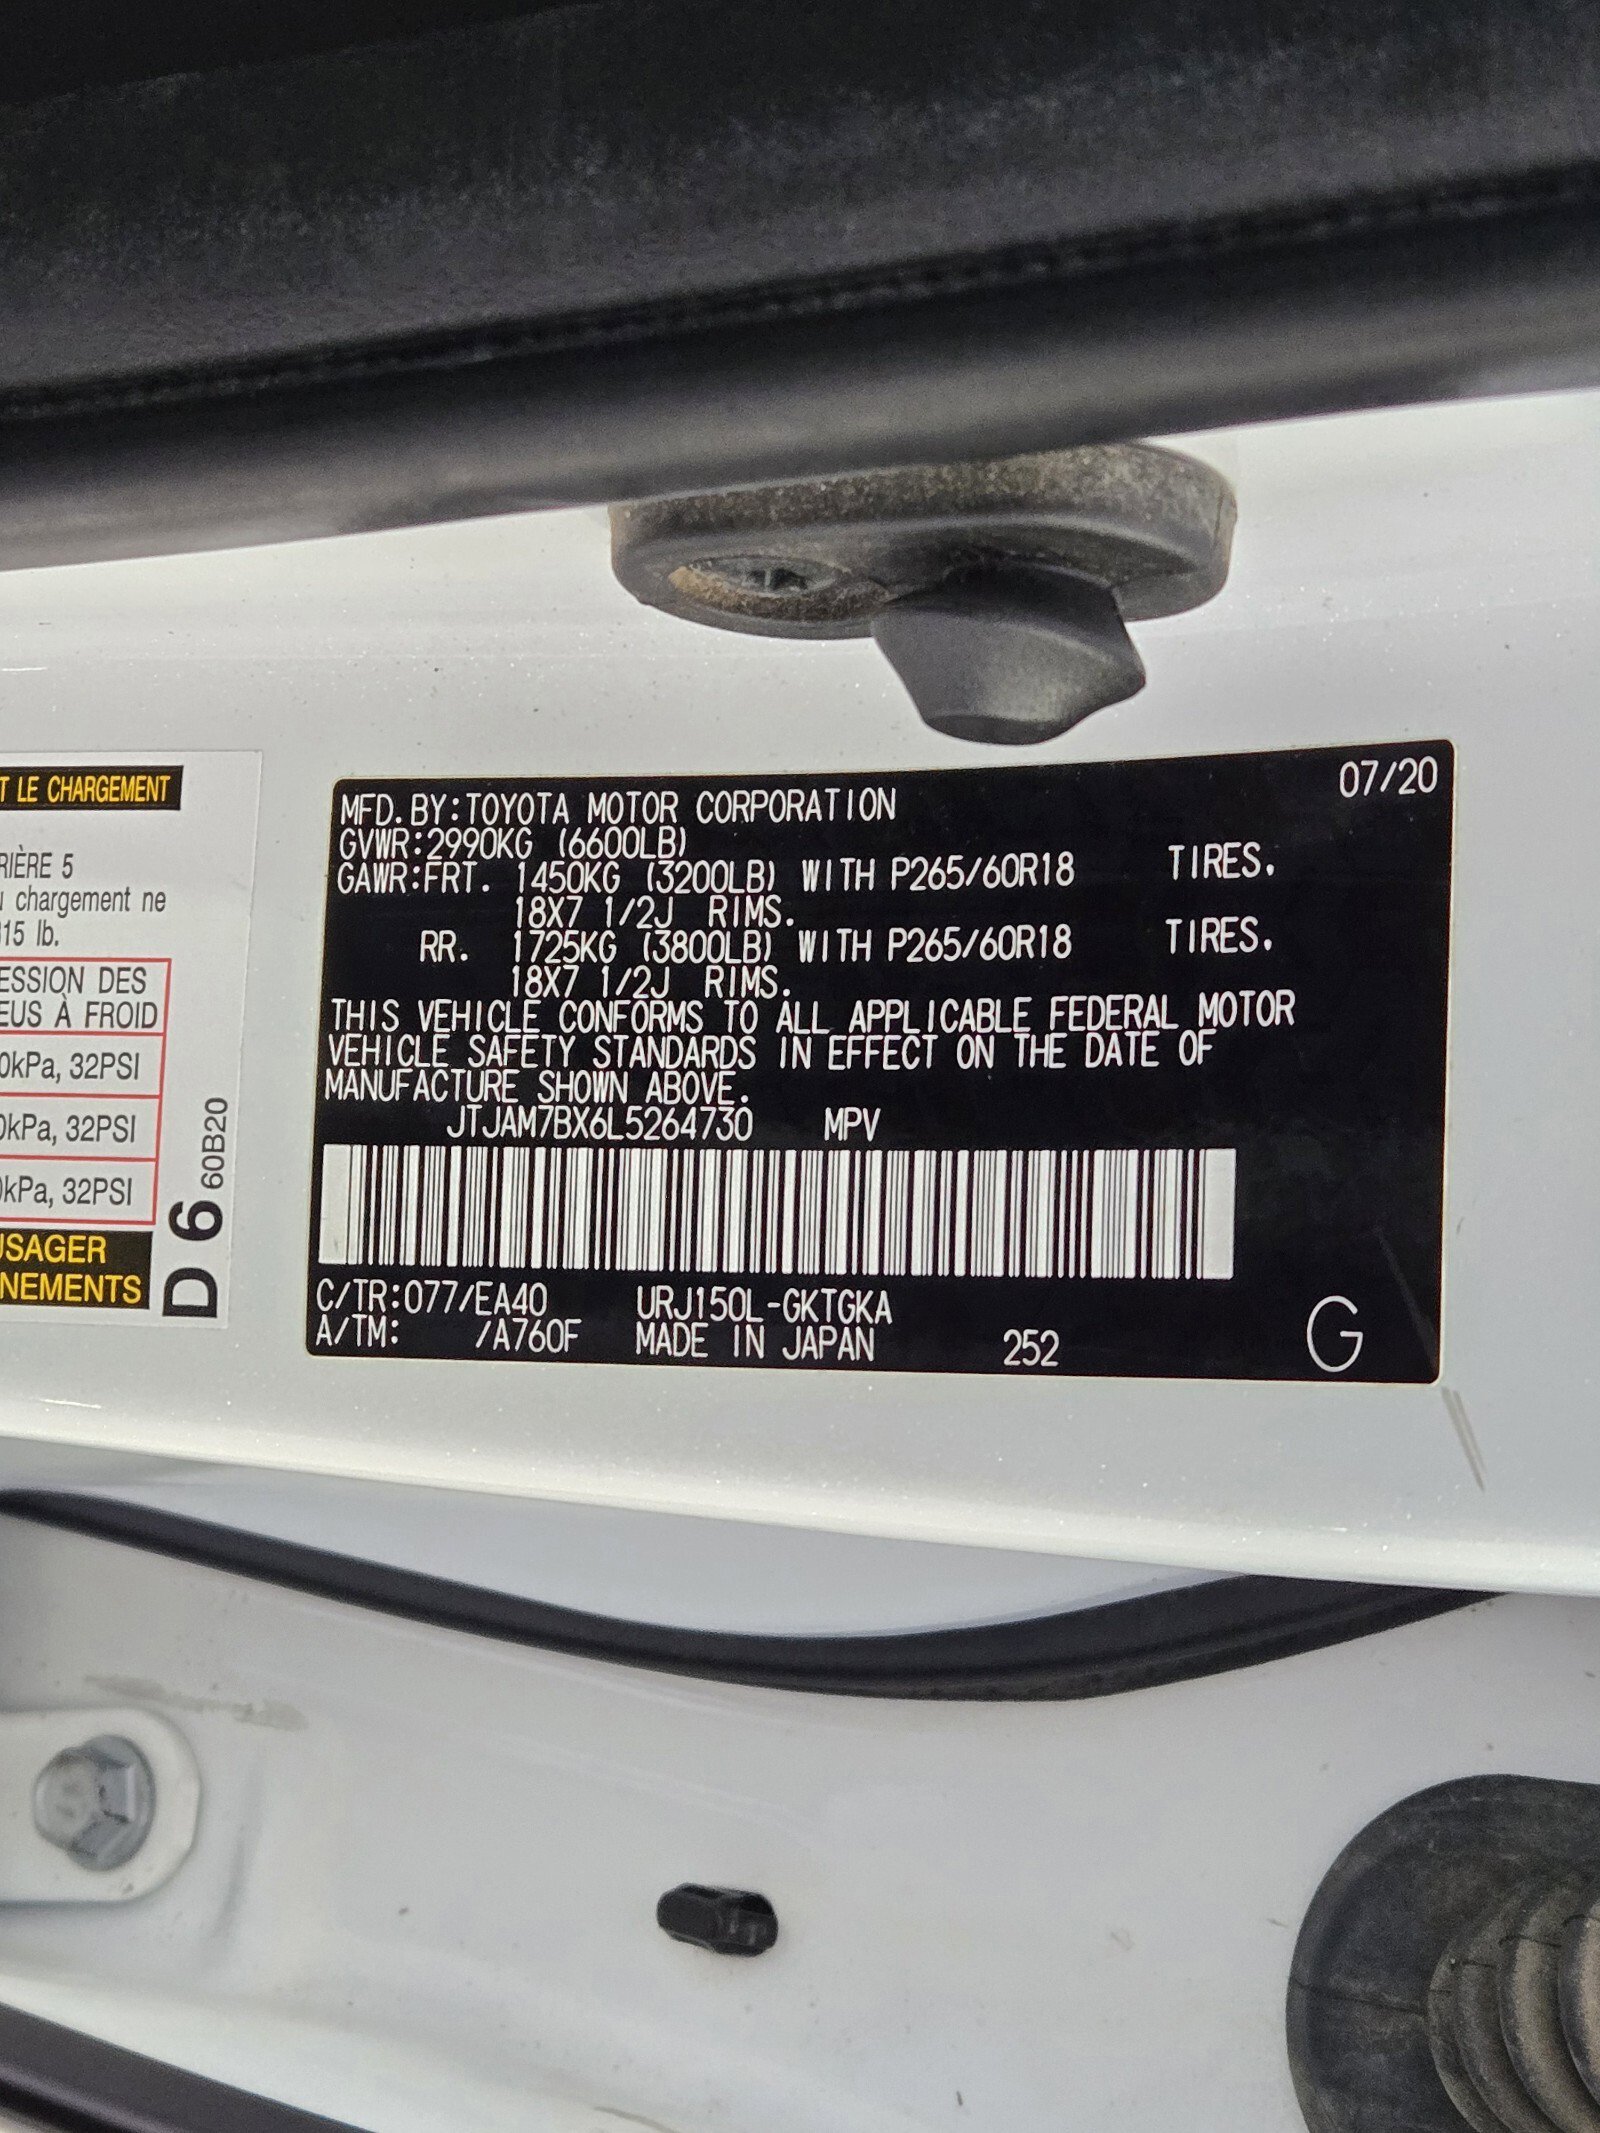 T LE CHARGEMENT
RIÈRE 5
chargement ne
815 lb.
ESSION DES
EUS À FROID
0kPa, 32PSI
0kPa, 32PSI
0kPa, 32PSI
USAGER
NEMENTS
D 6 60B20
07/20
MFD.BY:TOYOTA MOTOR CORPORATION
GVWR:2990KG (6600LB)
GAWR:FRT. 1450KG (3200LB) WITH P265/60R18 TIRES.
18X7 1/2J RIMS.
RR. 1725KG (3800LB) WITH P265/60R18 TIRES.
18X7 1/2J RIMS.
THIS VEHICLE CONFORMS TO ALL APPLICABLE FEDERAL MOTOR
VEHICLE SAFETY STANDARDS IN EFFECT ON THE DATE OF
MANUFACTURE SHOWN ABOVE.
JTJAM7BX6L5264730 MPV
C/TR:077/EA40 URJ150L-GKTGKA
A/TM: /A760F MADE IN JAPAN 252 G